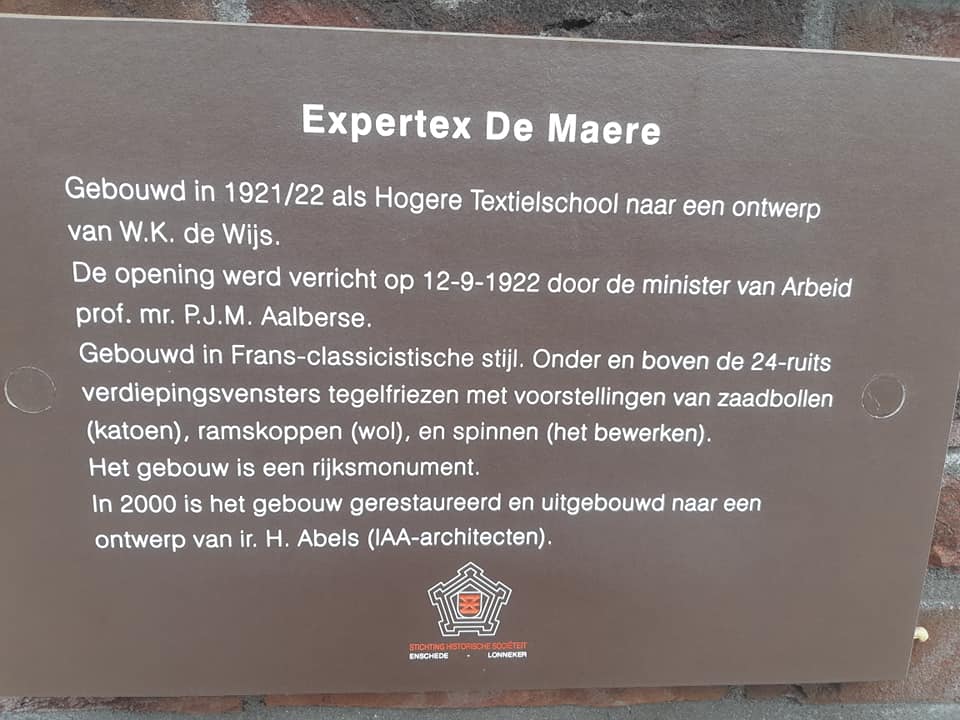 Expertex De Maere
Gebouwd in 1921/22 als Hogere Textielschool naar een ontwerp
van W.K. de Wijs.
De opening werd verricht op 12-9-1922 door de minister van Arbeid
prof. mr. P.J.M. Aalberse.
Gebouwd in Frans-classicistische stijl. Onder en boven de 24-ruits
verdiepingsvensters tegelfriezen met voorstellingen van zaadbollen
(katoen), ramskoppen (wol), en spinnen (het bewerken).
Het gebouw is een rijksmonument.
In 2000 is het gebouw gerestaureerd en uitgebouwd naar een
ontwerp van ir. H. Abels (IAA-architecten).
STICHTING HISTORISCHE SOCIËTEIT
ENSCHEDE - LONNEKER